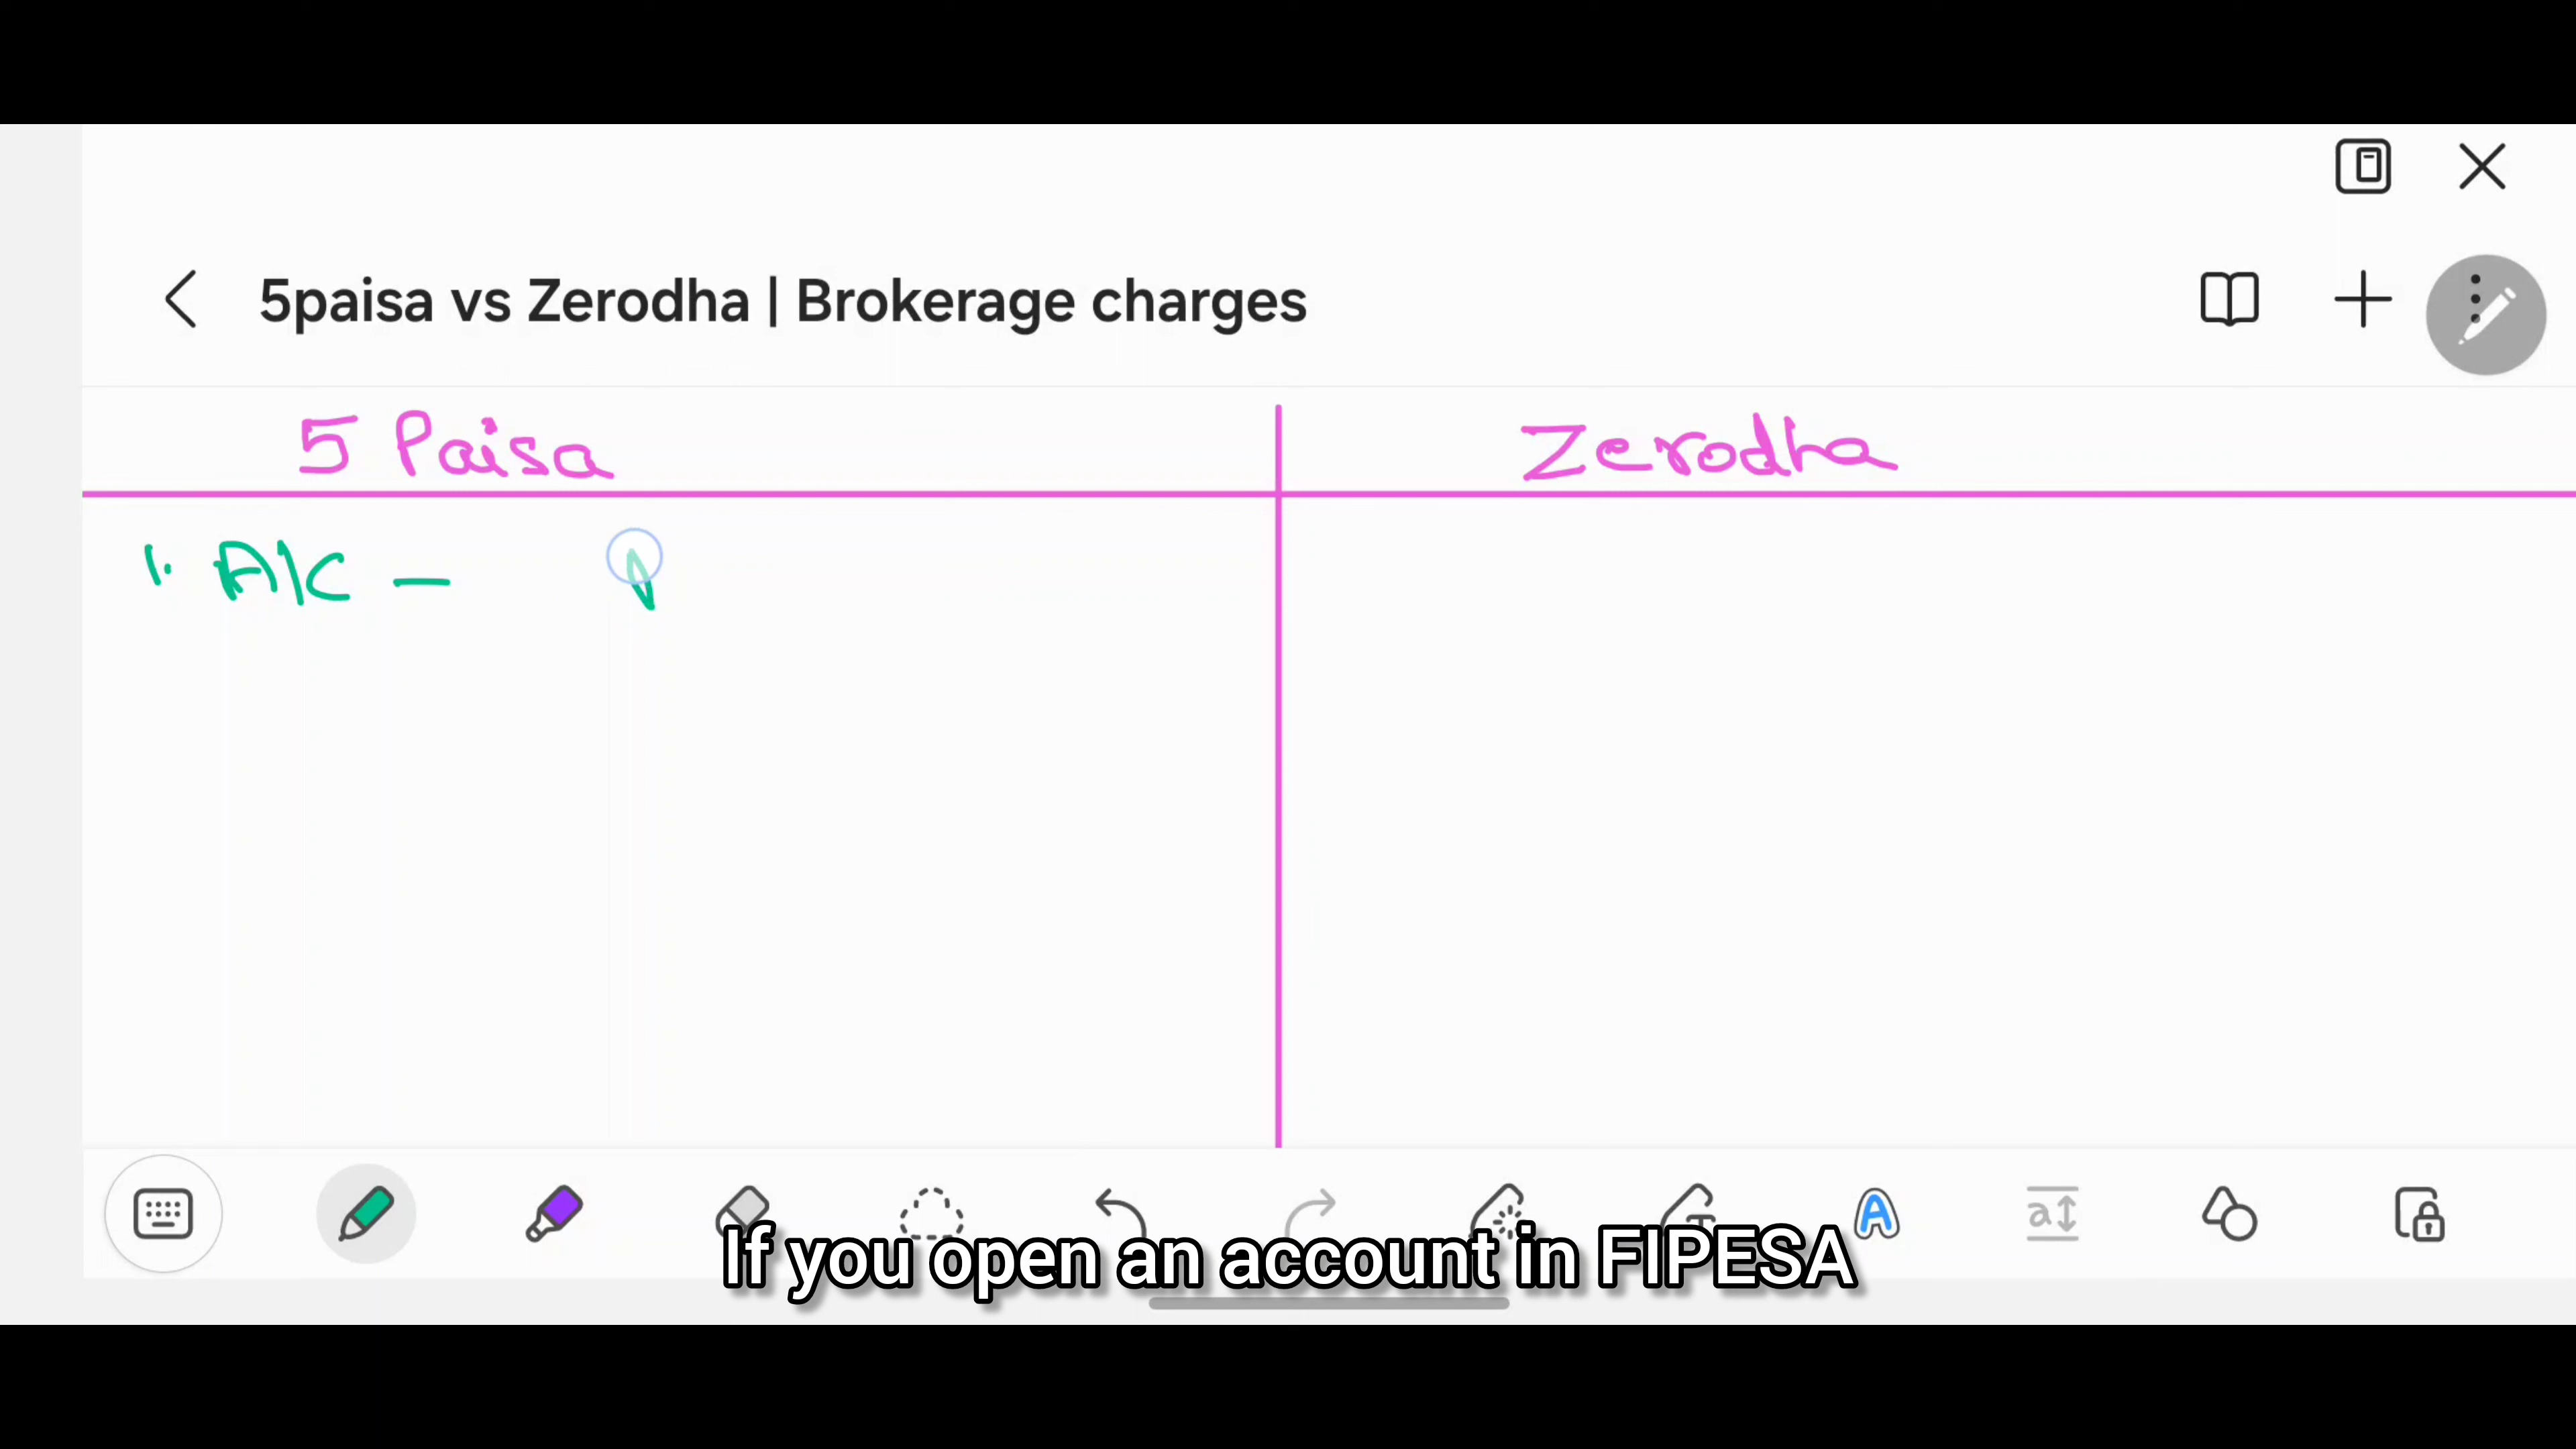 5paisa vs Zerodha | Brokerage charges
5 Paisa
Zerodha
1. A/C -
If you open an account in FIPESA